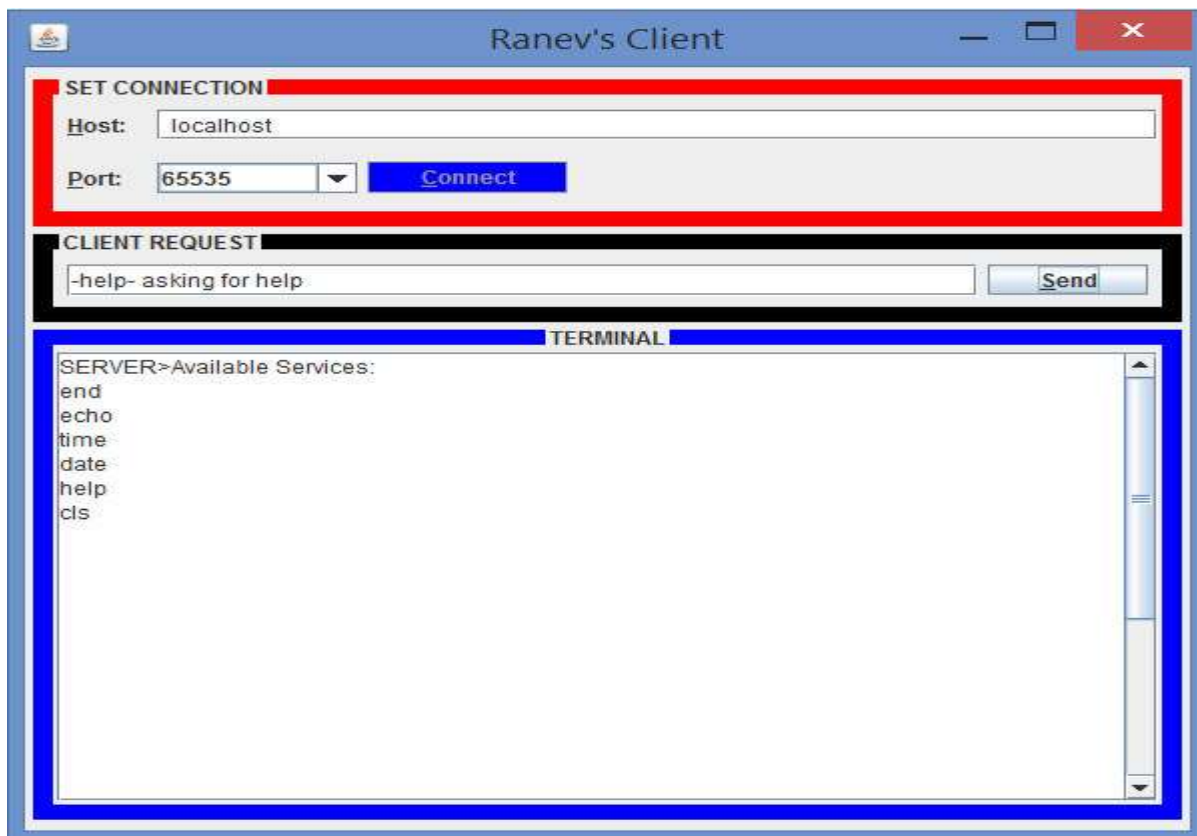 Ranev's Client
SET CONNECTION
Host: localhost
Port: 65535 Connect
CLIENT REQUEST
-help- asking for help Send
TERMINAL
SERVER>Available Services:
end
echo
time
date
help
cls